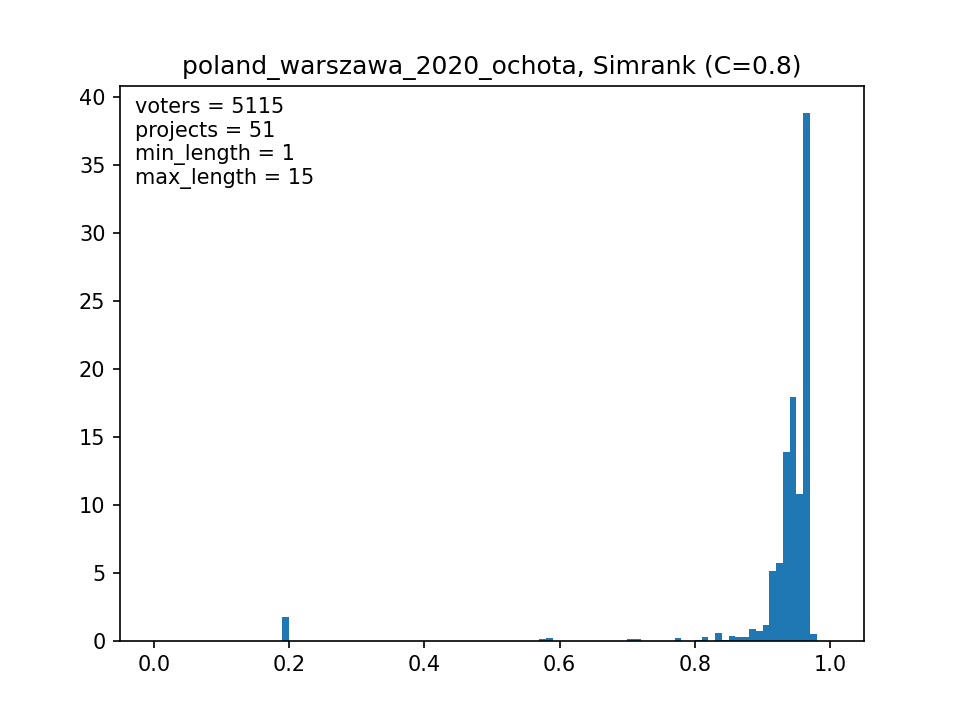 poland_warszawa_2020_ochota, Simrank (C=0.8)
voters = 5115
projects = 51
min_length = 1
max_length = 15
40
35
30
25
20
15
10
5
0
0.0 0.2 0.4 0.6 0.8 1.0